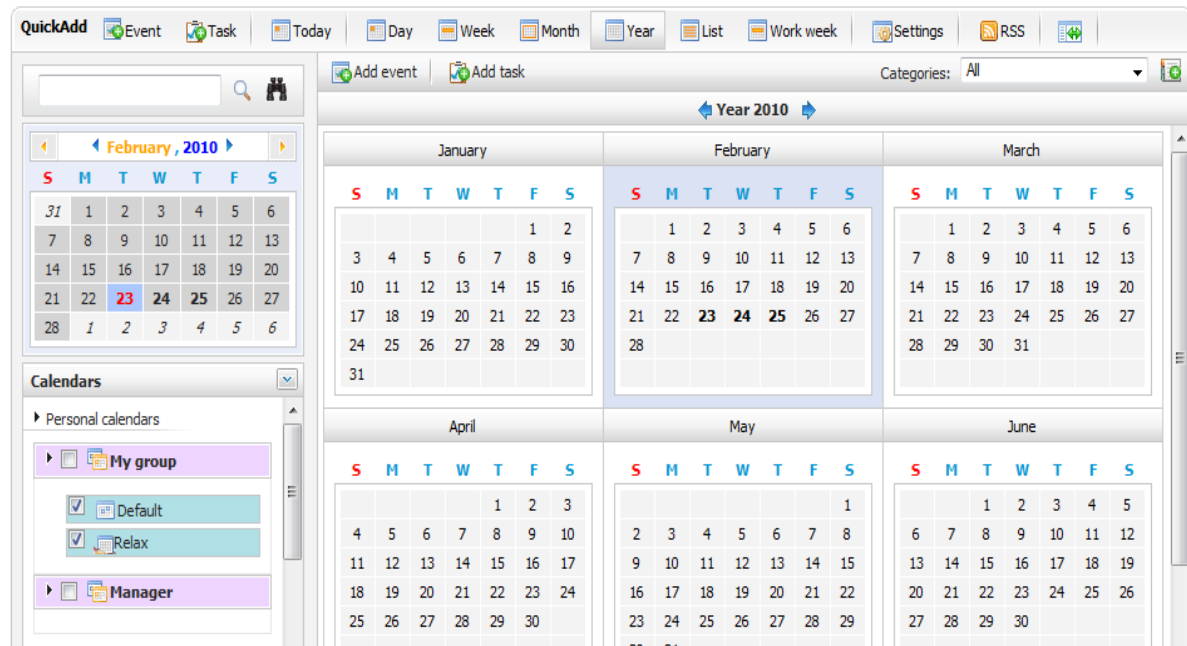 QuickAdd Event Task Today Day Week Month Year List Work week Settings RSS
Add event Add task Categories: All
Year 2010
February , 2010
S M T W T F S
31 1 2 3 4 5 6
7 8 9 10 11 12 13
14 15 16 17 18 19 20
21 22 23 24 25 26 27
28 1 2 3 4 5 6
Calendars
Personal calendars
My group
Default
Relax
Manager
January February March
S M T W T F S S M T W T F S S M T W T F S
1 2 1 2 3 4 5 6 1 2 3 4 5 6
3 4 5 6 7 8 9 7 8 9 10 11 12 13 7 8 9 10 11 12 13
10 11 12 13 14 15 16 14 15 16 17 18 19 20 14 15 16 17 18 19 20
17 18 19 20 21 22 23 21 22 23 24 25 26 27 21 22 23 24 25 26 27
24 25 26 27 28 29 30 28 28 29 30 31
31
April May June
S M T W T F S S M T W T F S S M T W T F S
1 2 3 1 1 2 3 4 5
4 5 6 7 8 9 10 2 3 4 5 6 7 8 6 7 8 9 10 11 12
11 12 13 14 15 16 17 9 10 11 12 13 14 15 13 14 15 16 17 18 19
18 19 20 21 22 23 24 16 17 18 19 20 21 22 20 21 22 23 24 25 26
25 26 27 28 29 30 23 24 25 26 27 28 29 27 28 29 30